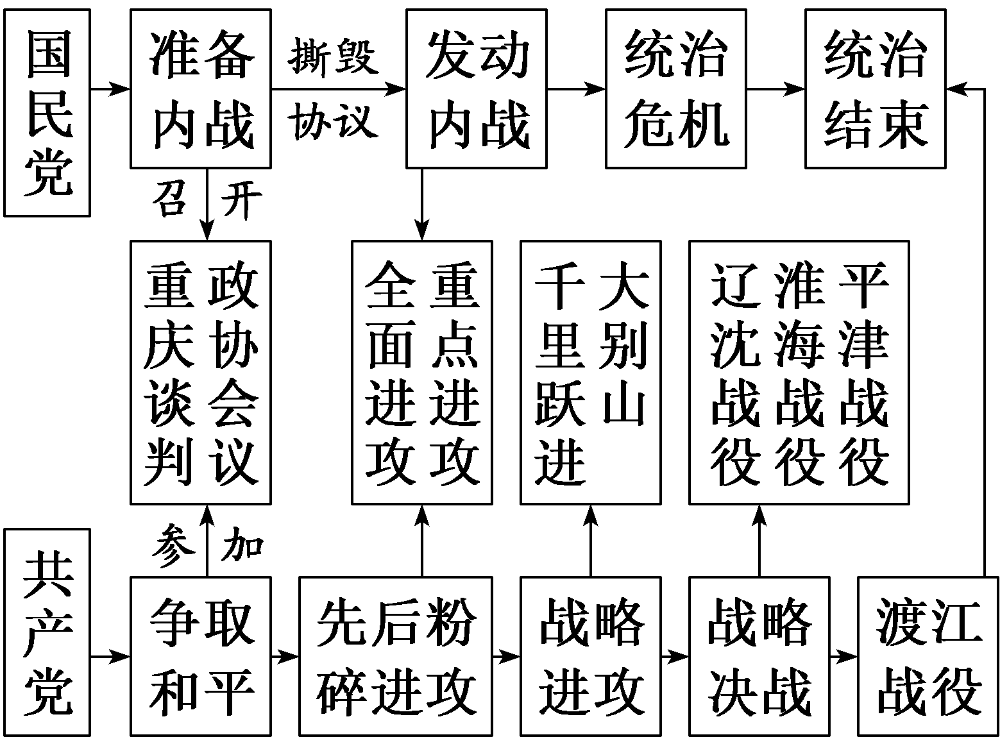 国民党
准备
内战
撕毁
协议
发动
内战
统治
危机
统治
结束
召开
重庆谈判
政协会议
全面进攻
重点进攻
千里跃进
大别山
辽沈战役
淮海战役
平津战役
参加
共产党
争取
和平
先后粉
碎进攻
战略
进攻
战略
决战
渡江
战役